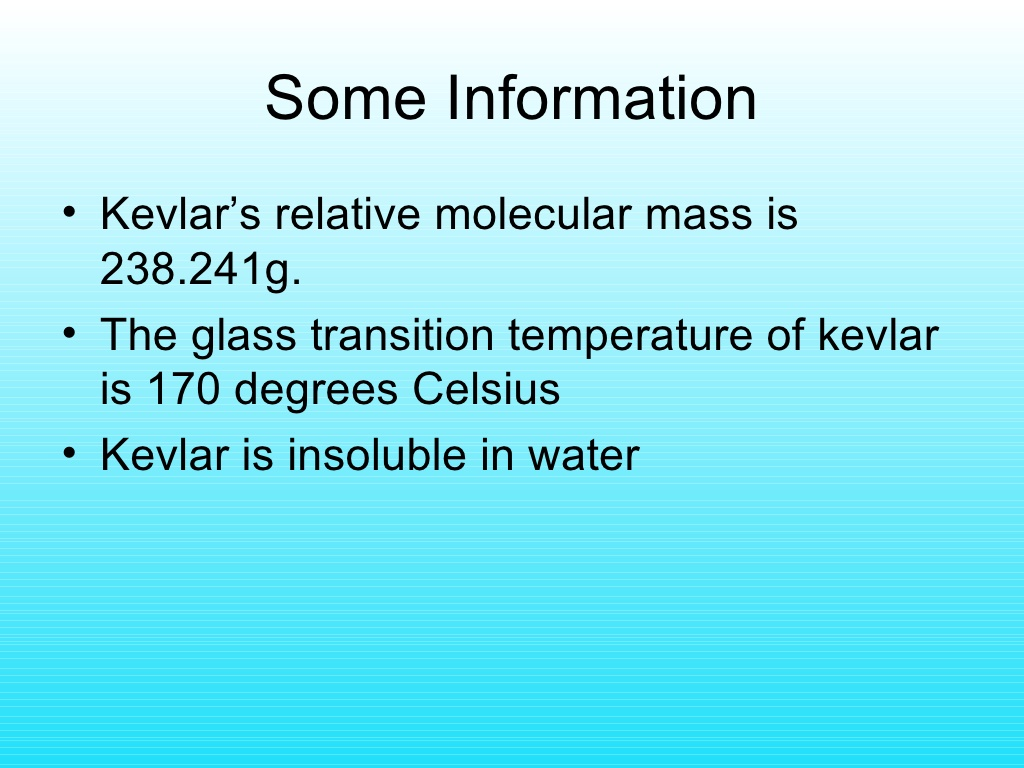 Some Information
• Kevlar’s relative molecular mass is
238.241g.
• The glass transition temperature of kevlar
is 170 degrees Celsius
• Kevlar is insoluble in water